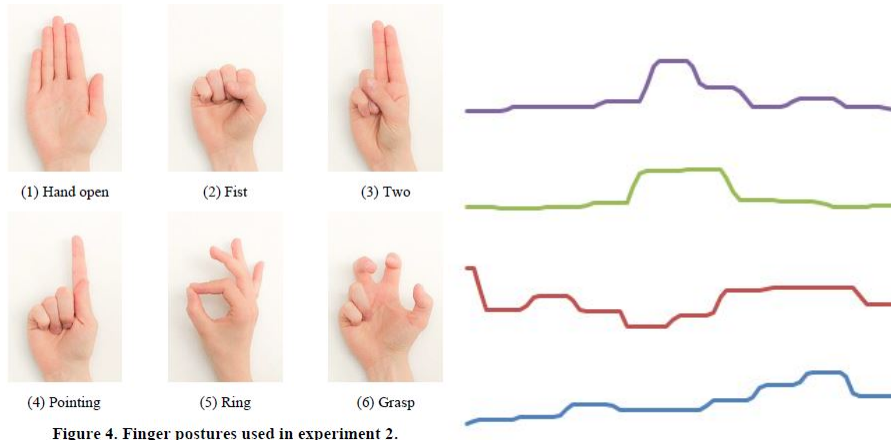 (1) Hand open
(2) Fist
(3) Two
(4) Pointing
(5) Ring
(6) Grasp
Figure 4. Finger postures used in experiment 2.